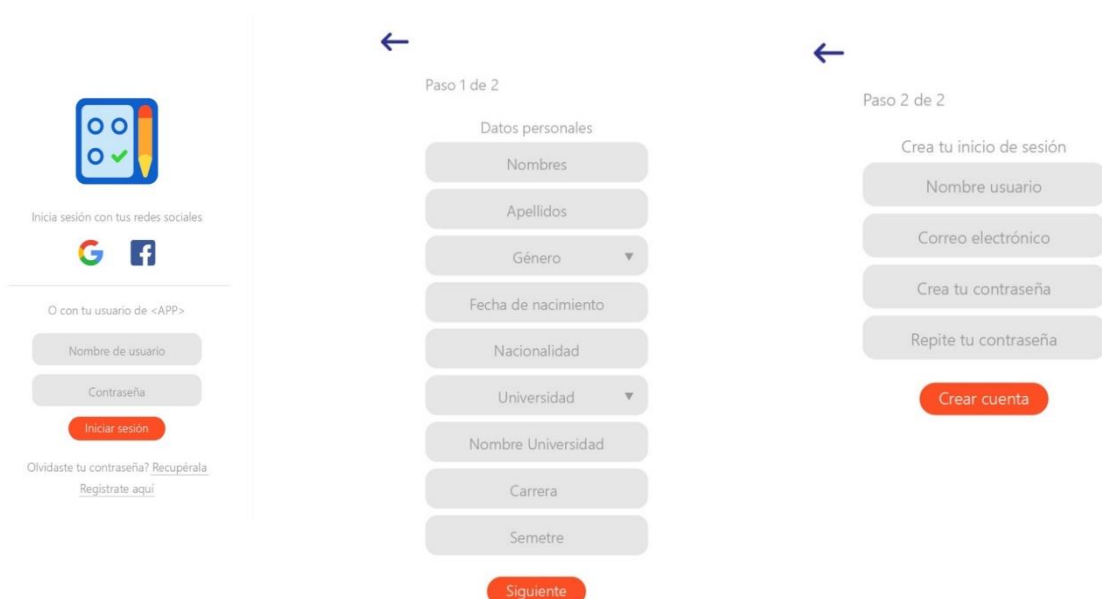 Inicia sesión con tus redes sociales
O con tu usuario de <APP>
Nombre de usuario
Contraseña
Iniciar sesión
Olvidaste tu contraseña? Recupérala
Regístrate aquí
Paso 1 de 2
Datos personales
Nombres
Apellidos
Género
Fecha de nacimiento
Nacionalidad
Universidad
Nombre Universidad
Carrera
Semetre
Siguiente
Paso 2 de 2
Crea tu inicio de sesión
Nombre usuario
Correo electrónico
Crea tu contraseña
Repite tu contraseña
Crear cuenta